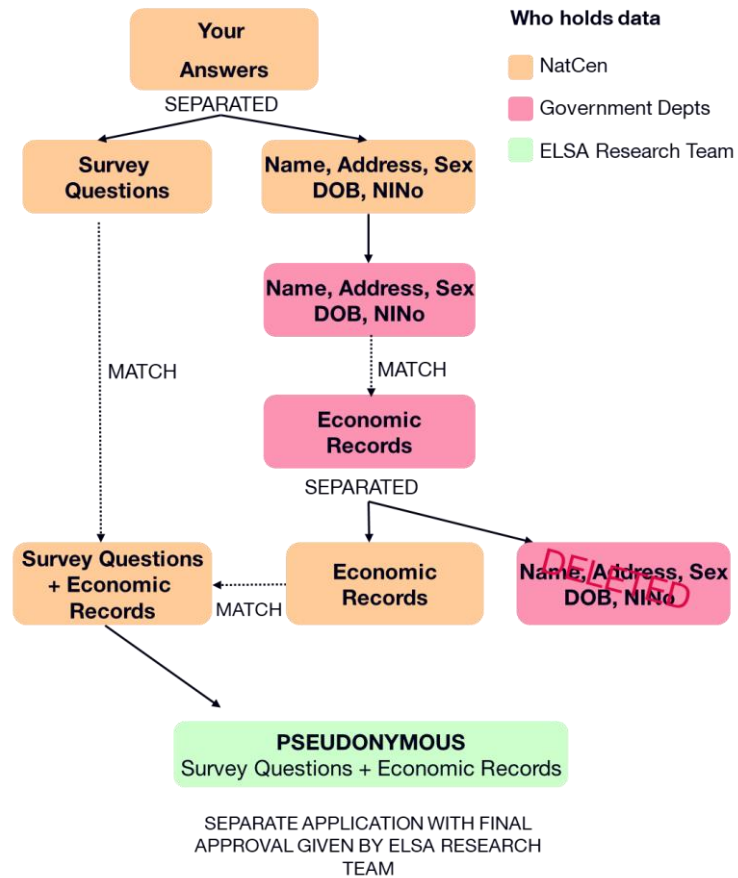 Your
Answers
Who holds data
NatCen
Government Depts
ELSA Research Team
SEPARATED
Survey
Questions
Name, Address, Sex
DOB, NINo
Name, Address, Sex
DOB, NINo
MATCH
MATCH
Economic
Records
SEPARATED
Survey Questions
+ Economic
Records
MATCH
Economic
Records
Name, Address, Sex
DOB, NINo
DELETED
PSEUDONYMOUS
Survey Questions + Economic Records
SEPARATE APPLICATION WITH FINAL
APPROVAL GIVEN BY ELSA RESEARCH
TEAM